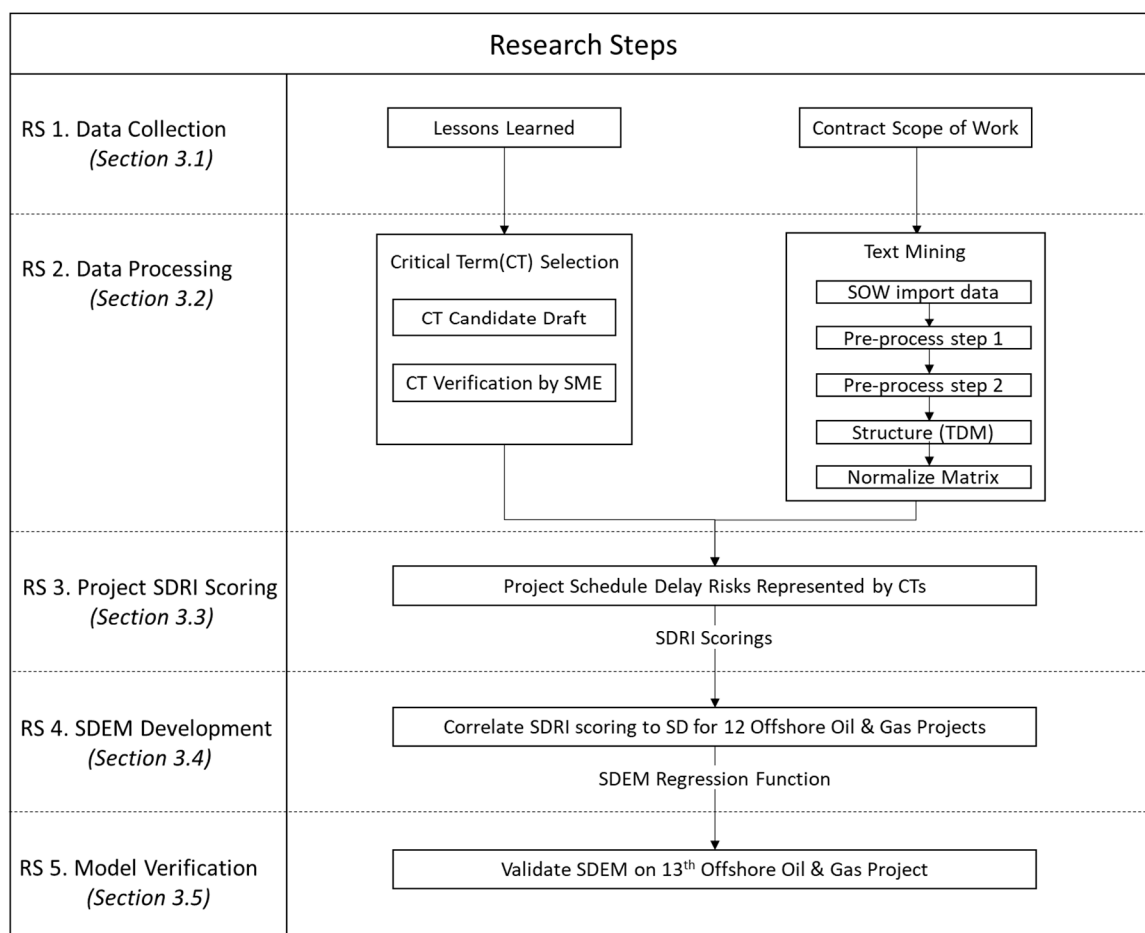 Research Steps
RS 1. Data Collection
(Section 3.1)
Lessons Learned
Contract Scope of Work
RS 2. Data Processing
(Section 3.2)
Critical Term(CT) Selection
CT Candidate Draft
CT Verification by SME
Text Mining
SOW import data
Pre-process step 1
Pre-process step 2
Structure (TDM)
Normalize Matrix
RS 3. Project SDRI Scoring
(Section 3.3)
Project Schedule Delay Risks Represented by CTs
SDRI Scorings
RS 4. SDEM Development
(Section 3.4)
Correlate SDRI scoring to SD for 12 Offshore Oil & Gas Projects
SDEM Regression Function
RS 5. Model Verification
(Section 3.5)
Validate SDEM on 13th Offshore Oil & Gas Project